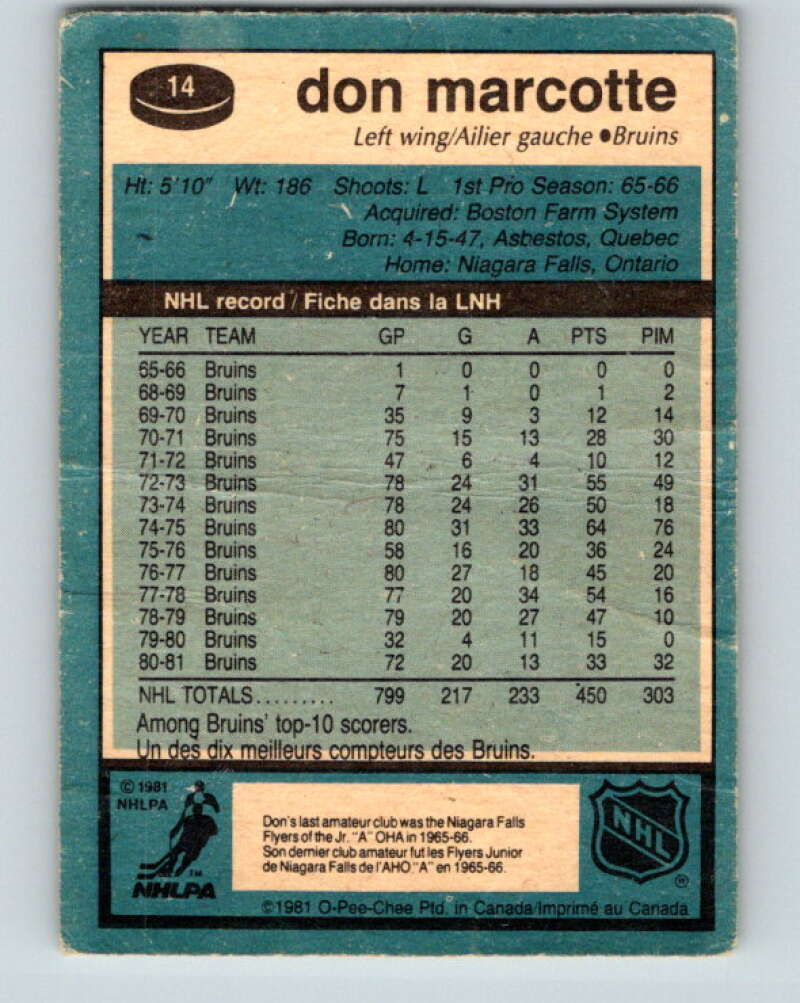 14
don marcotte
Left wing/Ailier gauche ●Bruins
Ht: 5'10" Wt: 186 Shoots: L 1st Pro Season: 65-66
Acquired: Boston Farm System
Born: 4-15-47, Asbestos, Quebec
Home: Niagara Falls, Ontario
NHL record / Fiche dans la LNH
YEAR TEAM GP G A PTS PIM
65-66 Bruins 1 0 0 0 0
68-69 Bruins 7 1 0 1 2
69-70 Bruins 35 9 3 12 14
70-71 Bruins 75 15 13 28 30
71-72 Bruins 47 6 4 10 12
72-73 Bruins 78 24 31 55 49
73-74 Bruins 78 24 26 50 18
74-75 Bruins 80 31 33 64 76
75-76 Bruins 58 16 20 36 24
76-77 Bruins 80 27 18 45 20
77-78 Bruins 77 20 34 54 16
78-79 Bruins 79 20 27 47 10
79-80 Bruins 32 4 11 15 0
80-81 Bruins 72 20 13 33 32
NHL TOTALS......... 799 217 233 450 303
Among Bruins' top-10 scorers.
Un des dix meilleurs compteurs des Bruins.
© 1981
NHLPA
TM
NHLPA
Don's last amateur club was the Niagara Falls
Flyers of the Jr. "A" OHA in 1965-66.
Son dernier club amateur fut les Flyers Junior
de Niagara Falls de l'AHO "A" en 1965-66.
NHL
®
©1981 O-Pee-Chee Ptd. in Canada/Imprimé au Canada